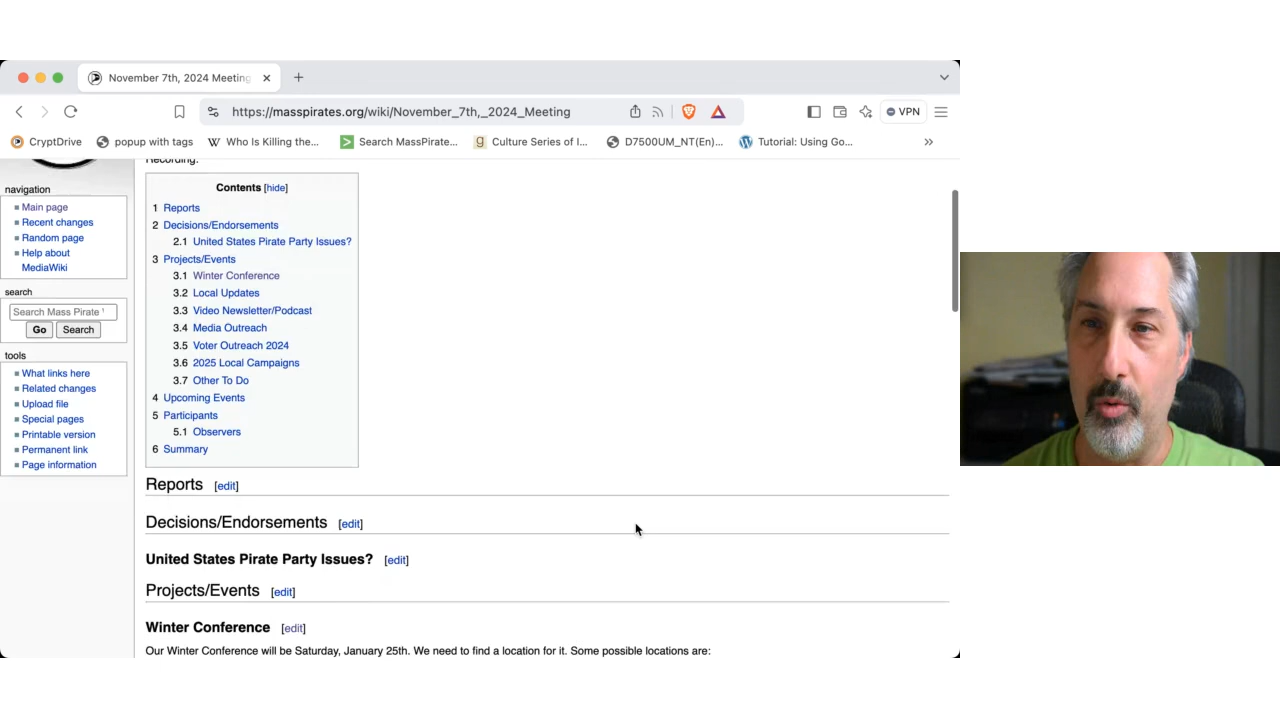 November 7th, 2024 Meeting
https://masspirates.org/wiki/November_7th,_2024_Meeting
VPN
CryptDrive
popup with tags
Who Is Killing the...
Search MassPirate...
Culture Series of I...
D7500UM_NT(En)...
Tutorial: Using Go...
Recording:
navigation
Main page
Recent changes
Random page
Help about
MediaWiki
search
Search Mass Pirate
Go Search
tools
What links here
Related changes
Upload file
Special pages
Printable version
Permanent link
Page information
Contents [hide]
1 Reports
2 Decisions/Endorsements
2.1 United States Pirate Party Issues?
3 Projects/Events
3.1 Winter Conference
3.2 Local Updates
3.3 Video Newsletter/Podcast
3.4 Media Outreach
3.5 Voter Outreach 2024
3.6 2025 Local Campaigns
3.7 Other To Do
4 Upcoming Events
5 Participants
5.1 Observers
6 Summary
Reports [edit]
Decisions/Endorsements [edit]
United States Pirate Party Issues? [edit]
Projects/Events [edit]
Winter Conference [edit]
Our Winter Conference will be Saturday, January 25th. We need to find a location for it. Some possible locations are: